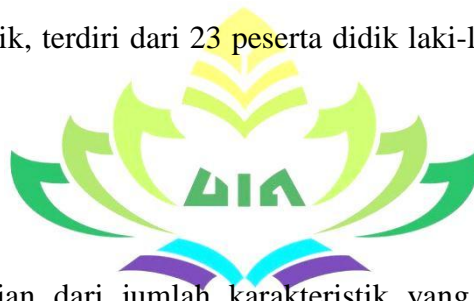 ik, terdiri dari 23 peserta didik laki-l
UIN
ian dari jumlah karakteristik yang